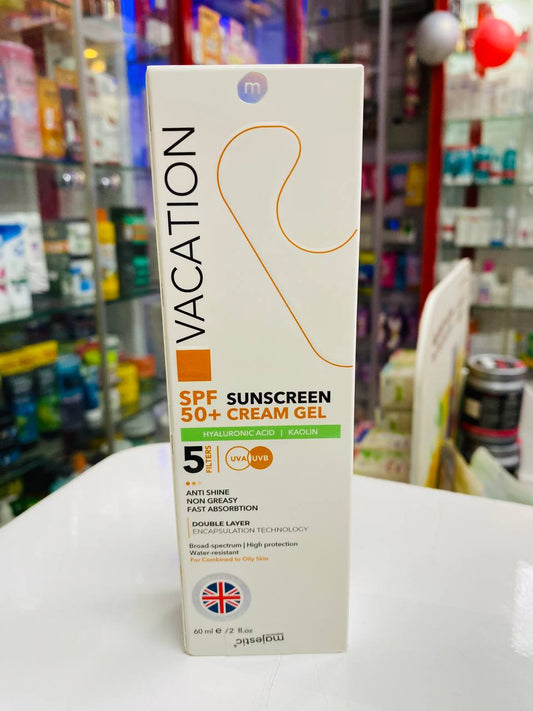 m
VACATION
SPF SUNSCREEN
50+ CREAM GEL
HYALURONIC ACID | KAOLIN
5 FILTERS
UVA UVB
ANTI SHINE
NON GREASY
FAST ABSORBTION
DOUBLE LAYER
ENCAPSULATION TECHNOLOGY
Broad-spectrum | High protection
Water-resistant
For Combined to Oily Skin
60 ml e / 2 fl.oz
majestic®